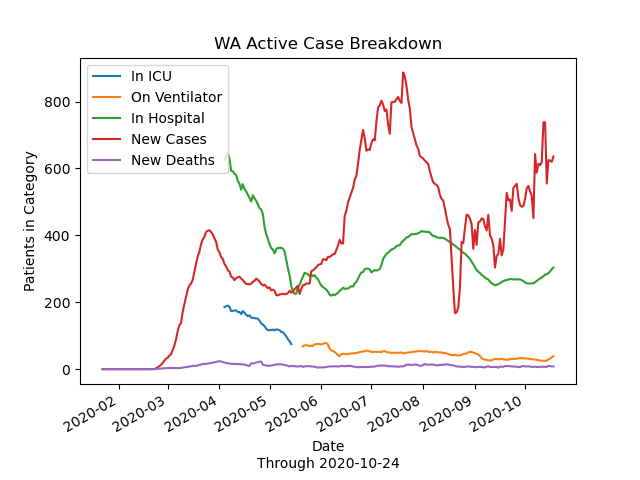 WA Active Case Breakdown
In ICU
On Ventilator
In Hospital
New Cases
New Deaths
Patients in Category
800
600
400
200
0
2020-02
2020-03
2020-04
2020-05
2020-06
2020-07
2020-08
2020-09
2020-10
Date
Through 2020-10-24